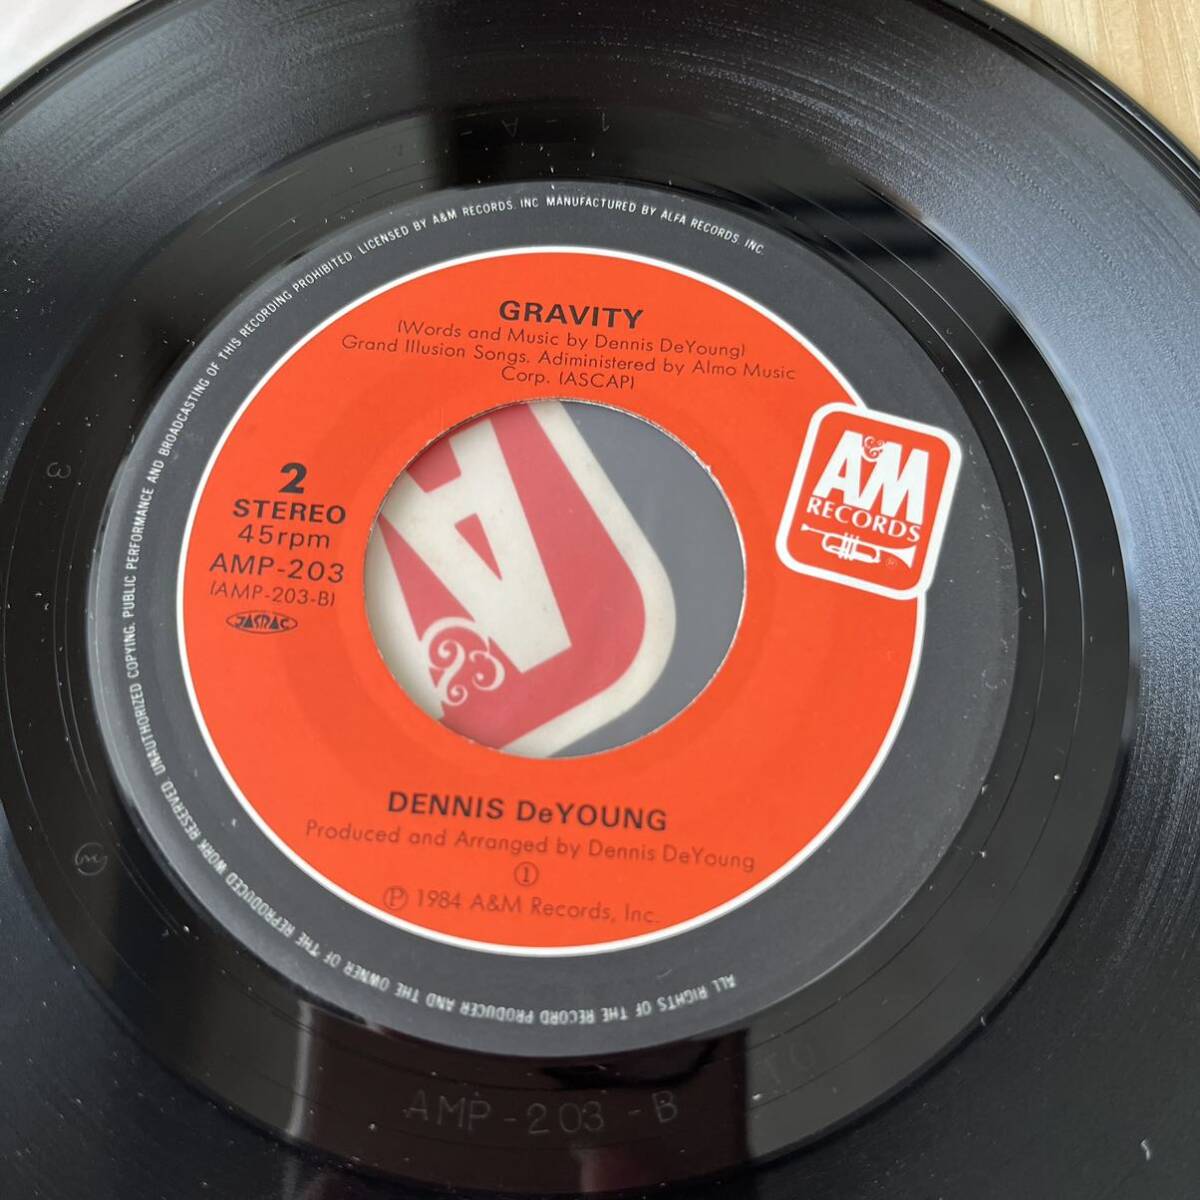 ALL RIGHTS OF THE RECORD PRODUCER AND THE OWNER OF THE REPRODUCED WORK RESERVED. UNAUTHORIZED COPYING, PUBLIC PERFORMANCE AND BROADCASTING OF THIS RECORDING PROHIBITED. LICENSED BY A&M RECORDS. INC MANUFACTURED BY ALFA RECORDS. INC.
GRAVITY
(Words and Music by Dennis DeYoung)
Grand Illusion Songs. Adiministered by Almo Music
Corp. (ASCAP)
A&M
RECORDS
2
STEREO
45rpm
AMP-203
(AMP-203-B)
JASRAC
A&
DENNIS DeYOUNG
Produced and Arranged by Dennis DeYoung
①
Ⓟ 1984 A&M Records, Inc.
AMP-203-B
1-A-